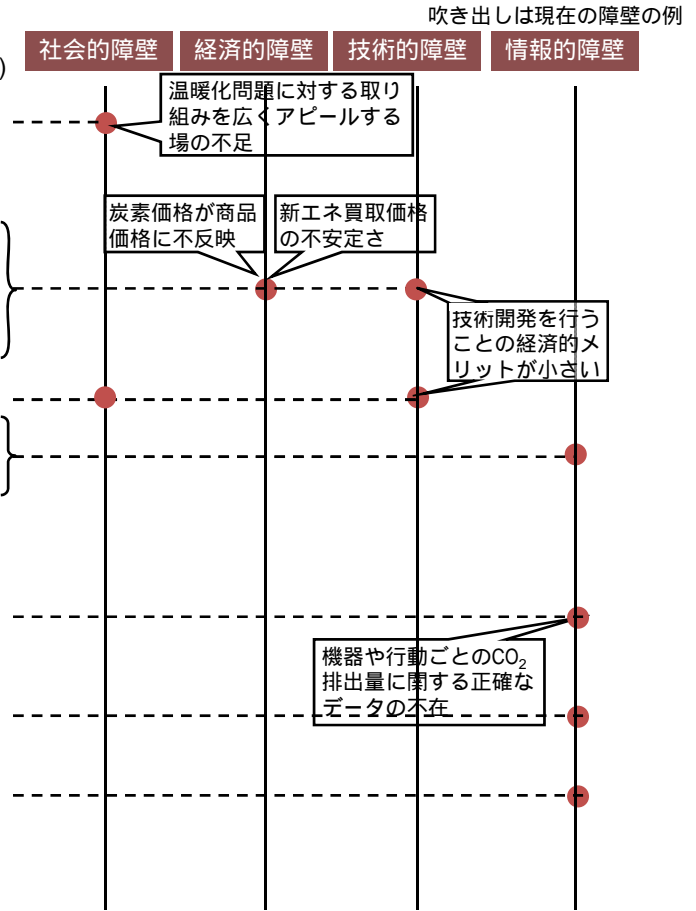 吹き出しは現在の障壁の例
社会的障壁
経済的障壁
技術的障壁
情報的障壁
)
温暖化問題に対する取り
組みを広くアピールする
場の不足
炭素価格が商品
価格に不反映
新エネ買取価格
の不安定さ
技術開発を行う
ことの経済的メ
リットが小さい
機器や行動ごとのCO₂
排出量に関する正確な
データの不在